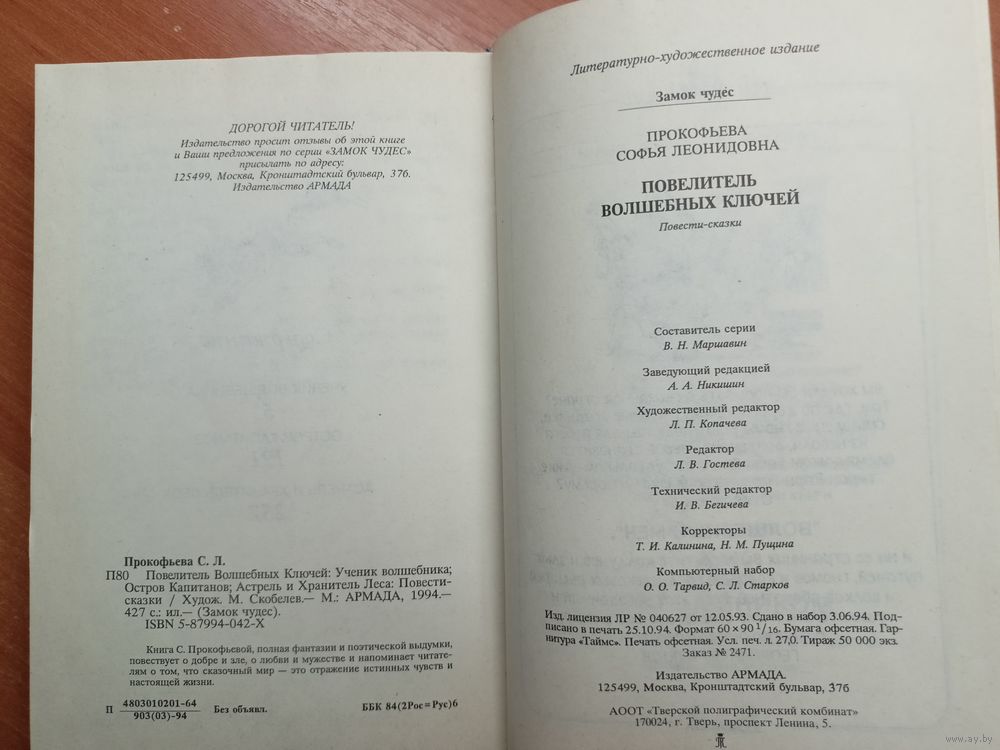 ДОРОГОЙ ЧИТАТЕЛЬ!
Издательство просит отзывы об этой книге
и Ваши предложения по серии «ЗАМОК ЧУДЕС»
присылать по адресу:
125499, Москва, Кронштадтский бульвар, 37б.
Издательство АРМАДА
Прокофьева С. Л.
П80 Повелитель Волшебных Ключей: Ученик волшебника;
Остров Капитанов; Астрель и Хранитель Леса: Повести-
сказки / Худож. М. Скобелев.— М.: АРМАДА, 1994.—
427 с.: ил.— (Замок чудес).
ISBN 5-87994-042-X
Книга С. Прокофьевой, полная фантазии и поэтической выдумки,
повествует о добре и зле, о любви и мужестве и напоминает читате-
лям о том, что сказочный мир — это отражение истинных чувств и
настоящей жизни.
П 4803010201-64
903(03)-94 Без объявл. ББК 84(2Рос=Рус)6
Литературно-художественное издание
Замок чудес
ПРОКОФЬЕВА
СОФЬЯ ЛЕОНИДОВНА
ПОВЕЛИТЕЛЬ
ВОЛШЕБНЫХ КЛЮЧЕЙ
Повести-сказки
Составитель серии
В. Н. Маршавин
Заведующий редакцией
А. А. Никишин
Художественный редактор
Л. П. Копачева
Редактор
Л. В. Гостева
Технический редактор
И. В. Бегичева
Корректоры
Т. И. Калинина, Н. М. Пущина
Компьютерный набор
О. О. Тарвид, С. Л. Старков
Изд. лицензия ЛР № 040627 от 12.05.93. Сдано в набор 3.06.94. Под-
писано в печать 25.10.94. Формат 60 × 90 1/16. Бумага офсетная. Гар-
нитура «Таймс». Печать офсетная. Усл. печ. л. 27,0. Тираж 50 000 экз.
Заказ № 2471.
Издательство АРМАДА.
125499, Москва, Кронштадский бульвар, 37б
АООТ «Тверской полиграфический комбинат»
170024, г. Тверь, проспект Ленина, 5.
www.ay.by